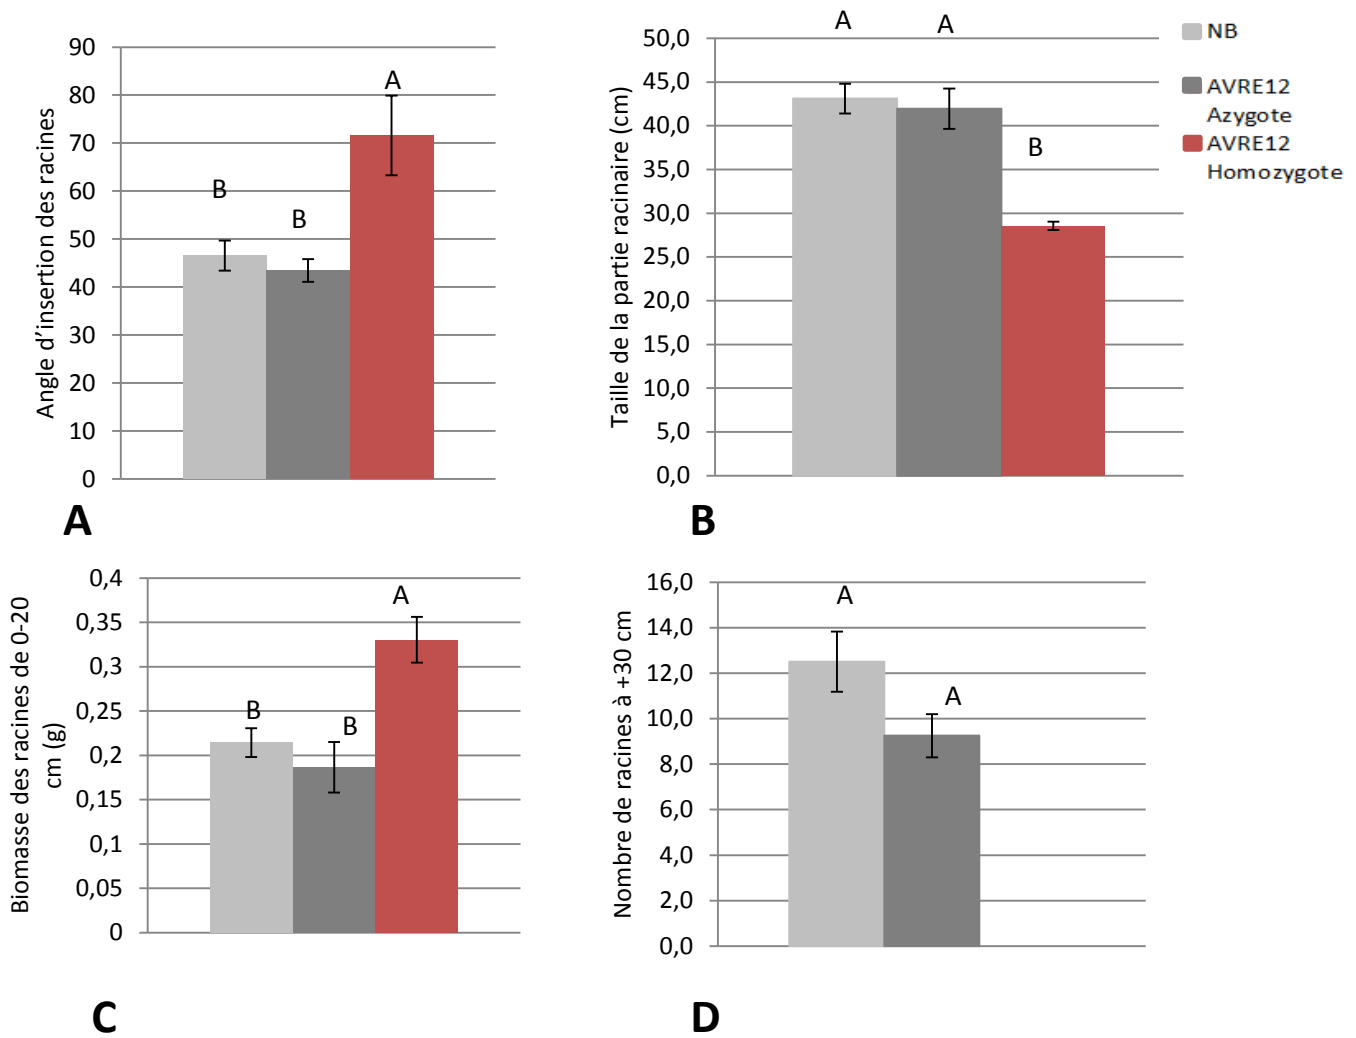 90
80
70
60
50
40
30
20
10
0
Angle d’insertion des racines
B
B
A
A
50,0
45,0
40,0
35,0
30,0
25,0
20,0
15,0
10,0
5,0
0,0
Taille de la partie racinaire (cm)
A
A
B
B
NB
AVRE12
Azygote
AVRE12
Homozygote
0,4
0,35
0,3
0,25
0,2
0,15
0,1
0,05
0
Biomasse des racines de 0-20
cm (g)
B
B
A
C
16,0
14,0
12,0
10,0
8,0
6,0
4,0
2,0
0,0
Nombre de racines à +30 cm
A
A
D